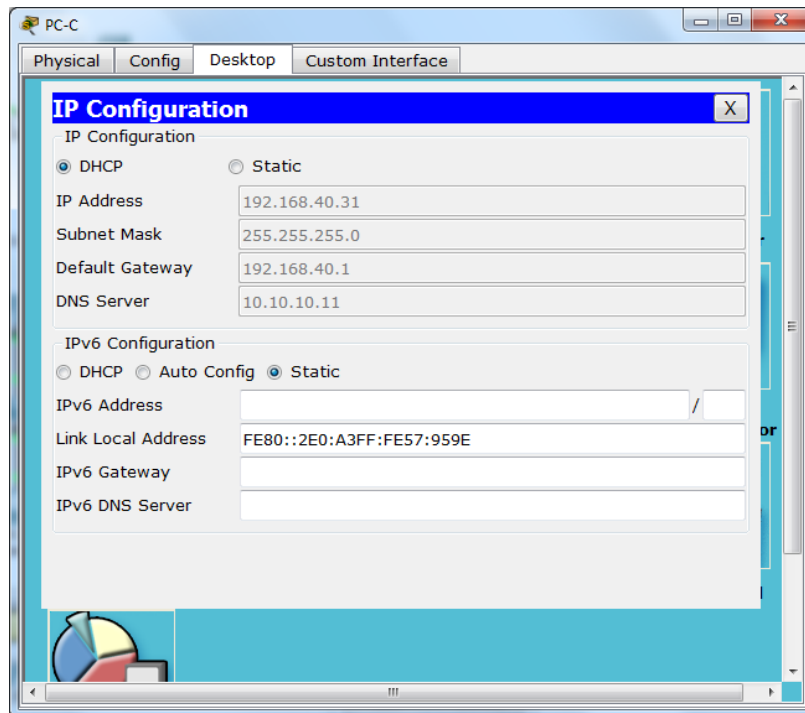 PC-C
Physical Config Desktop Custom Interface
IP Configuration X
IP Configuration
DHCP Static
IP Address 192.168.40.31
Subnet Mask 255.255.255.0
Default Gateway 192.168.40.1
DNS Server 10.10.10.11
IPv6 Configuration
DHCP Auto Config Static
IPv6 Address /
Link Local Address FE80::2E0:A3FF:FE57:959E
IPv6 Gateway
IPv6 DNS Server